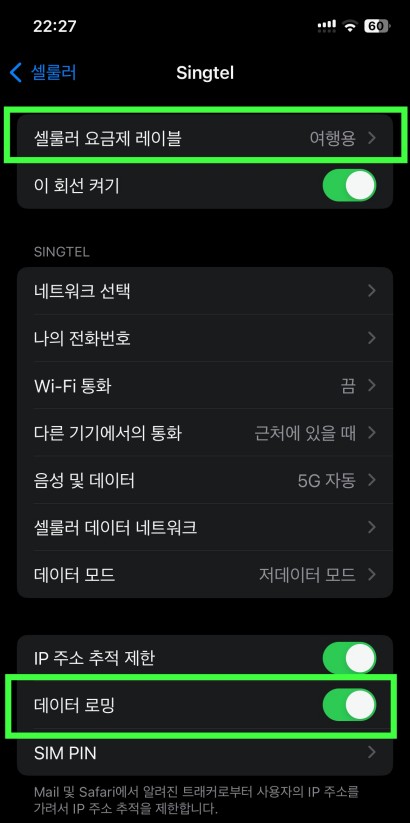 22:27
60
셀룰러
Singtel
셀룰러 요금제 레이블 여행용
이 회선 켜기
SINGTEL
네트워크 선택
나의 전화번호
Wi-Fi 통화 끔
다른 기기에서의 통화 근처에 있을 때
음성 및 데이터 5G 자동
셀룰러 데이터 네트워크
데이터 모드 저데이터 모드
IP 주소 추적 제한
데이터 로밍
SIM PIN
Mail 및 Safari에서 알려진 트래커로부터 사용자의 IP 주소를
가려서 IP 주소 추적을 제한합니다.